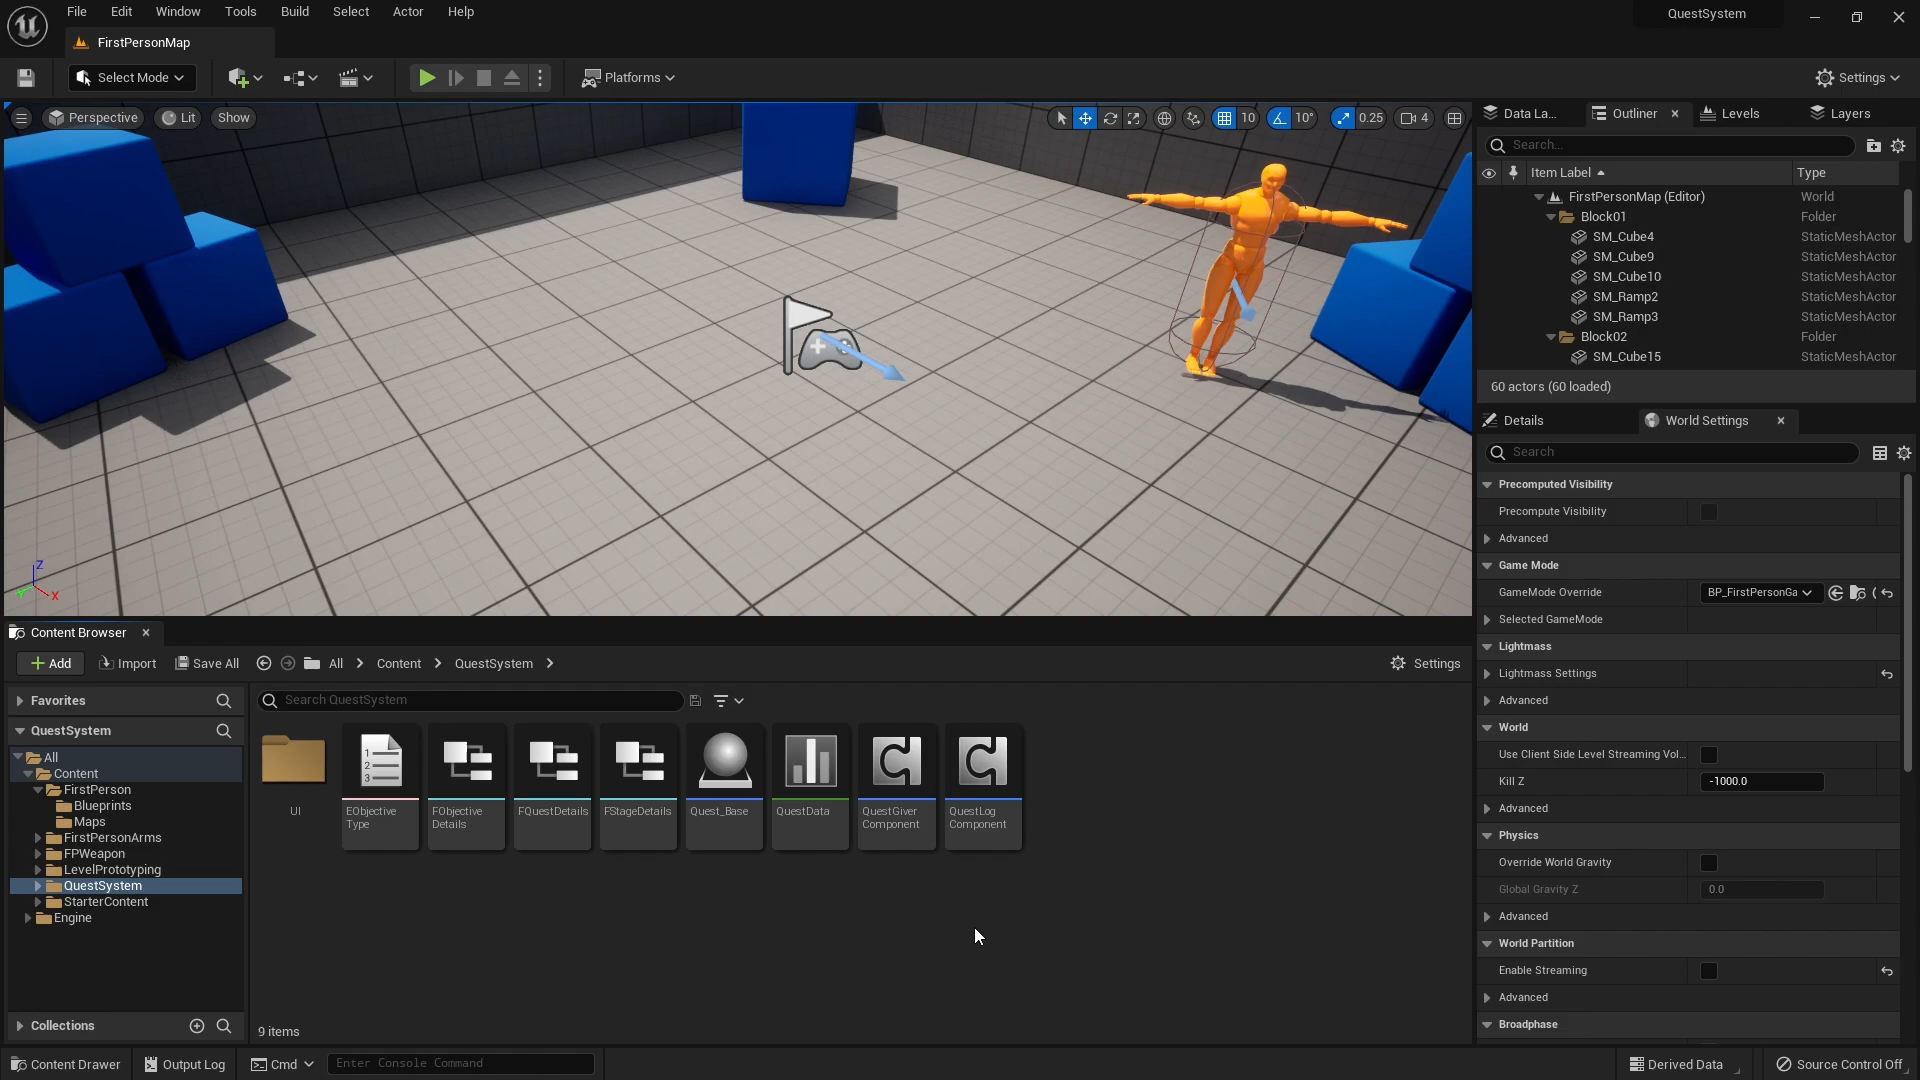 File Edit Window Tools Build Select Actor Help
QuestSystem
FirstPersonMap
Select Mode
Platforms
Settings
Perspective
Lit
Show
10
10°
0.25
4
Data La...
Outliner
Levels
Layers
Search...
Item Label
Type
FirstPersonMap (Editor) World
Block01 Folder
SM_Cube4 StaticMeshActor
SM_Cube9 StaticMeshActor
SM_Cube10 StaticMeshActor
SM_Ramp2 StaticMeshActor
SM_Ramp3 StaticMeshActor
Block02 Folder
SM_Cube15 StaticMeshActor
60 actors (60 loaded)
Details
World Settings
Search
Precomputed Visibility
Precompute Visibility
Advanced
Game Mode
GameMode Override BP_FirstPersonGa
Selected GameMode
Lightmass
Lightmass Settings
Advanced
World
Use Client Side Level Streaming Vol...
Kill Z -1000.0
Advanced
Physics
Override World Gravity
Global Gravity Z 0.0
Advanced
World Partition
Enable Streaming
Advanced
Broadphase
Z
Y
X
Content Browser
Add
Import
Save All
All
Content
QuestSystem
Settings
Favorites
QuestSystem
All
Content
FirstPerson
Blueprints
Maps
FirstPersonArms
FPWeapon
LevelPrototyping
QuestSystem
StarterContent
Engine
Collections
Search QuestSystem
1
2
3
UI
EObjective
Type
FObjective
Details
FQuestDetails
FStageDetails
Quest_Base
QuestData
QuestGiver
Component
QuestLog
Component
9 items
Content Drawer
Output Log
Cmd
Enter Console Command
Derived Data
Source Control Off